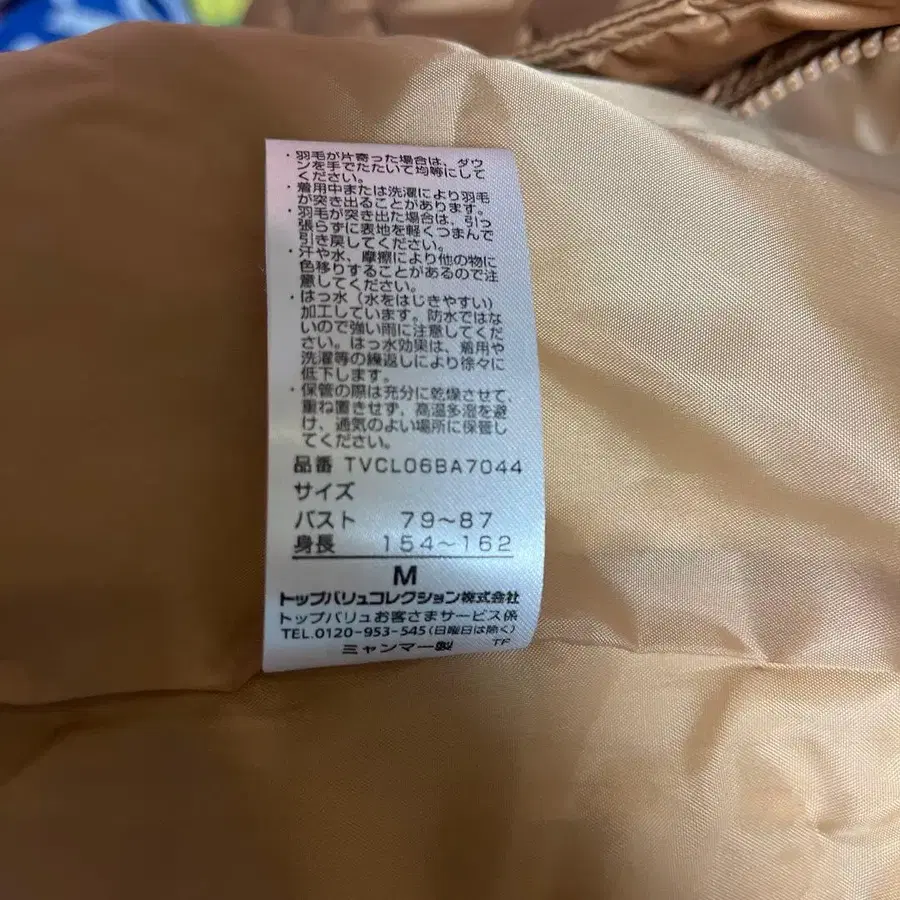 ・羽毛が片寄った場合は、ダウ
ンを手でたたいて均等にして
ください。
・着用中または洗濯により羽毛
が突き出ることがあります。
・羽毛が突き出た場合は、引っ
張らずに表地を軽くつまんで
引き戻してください。
・汗や水、摩擦により他の物に
色移りすることがあるので注
意してください。
・はっ水（水をはじきやすい）
加工しています。防水ではな
いので強い雨に注意してくだ
さい。はっ水効果は、着用や
洗濯等の繰返しにより徐々に
低下します。
・保管の際は充分に乾燥させて、
重ね置きせず、高温多湿を避
け、通気のよい場所に保管し
てください。
品番 TVCL06BA7044
サイズ
バスト 79～87
身長 154～162
M
トップバリュコレクション株式会社
トップバリュお客さまサービス係
TEL.0120-953-545(日曜日は除く)
ミャンマー製 TF